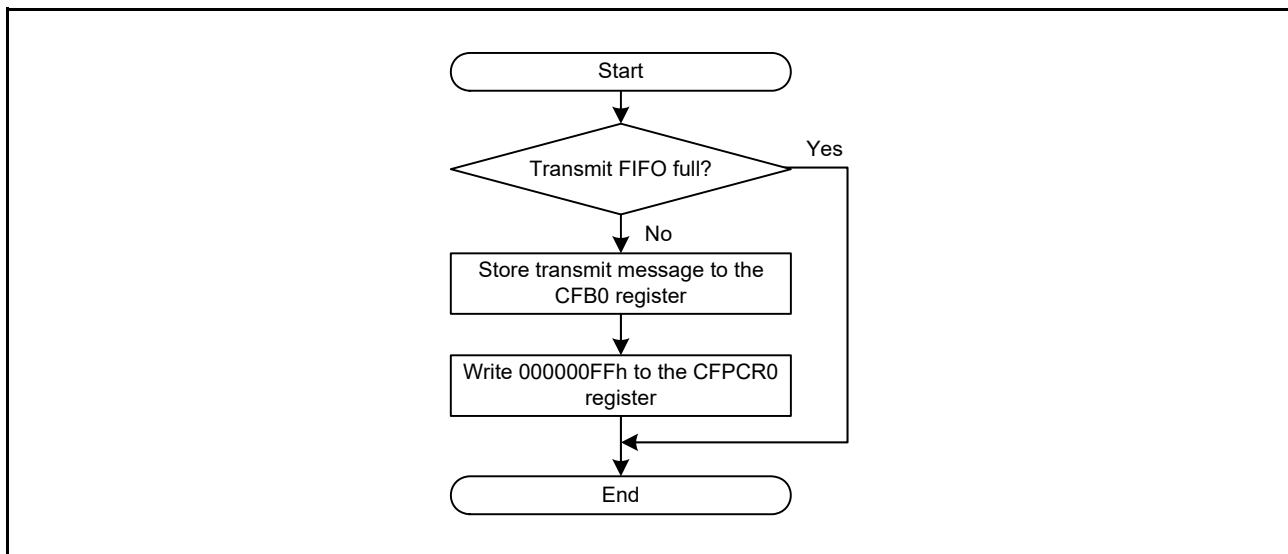 Start
Transmit FIFO full?
Yes
No
Store transmit message to the
CFB0 register
Write 000000FFh to the CFPCR0
register
End